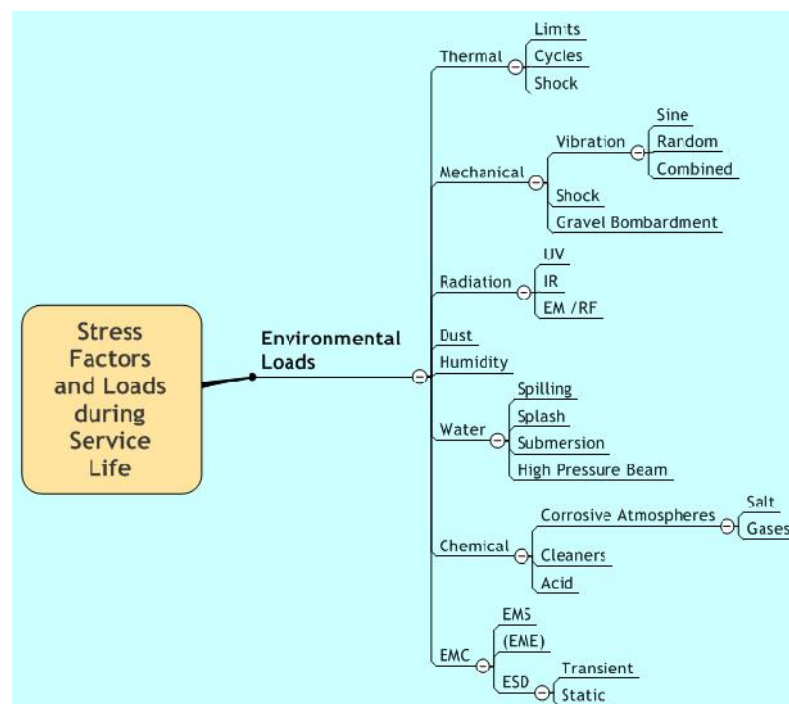 Stress
Factors
and Loads
during
Service
Life
Environmental
Loads
Thermal
Limits
Cycles
Shock
Mechanical
Vibration
Sine
Random
Combined
Shock
Gravel Bombardment
Radiation
UV
IR
EM /RF
Dust
Humidity
Water
Spilling
Splash
Submersion
High Pressure Beam
Chemical
Corrosive Atmospheres
Salt
Gases
Cleaners
Acid
EMC
EMS
(EME)
ESD
Transient
Static